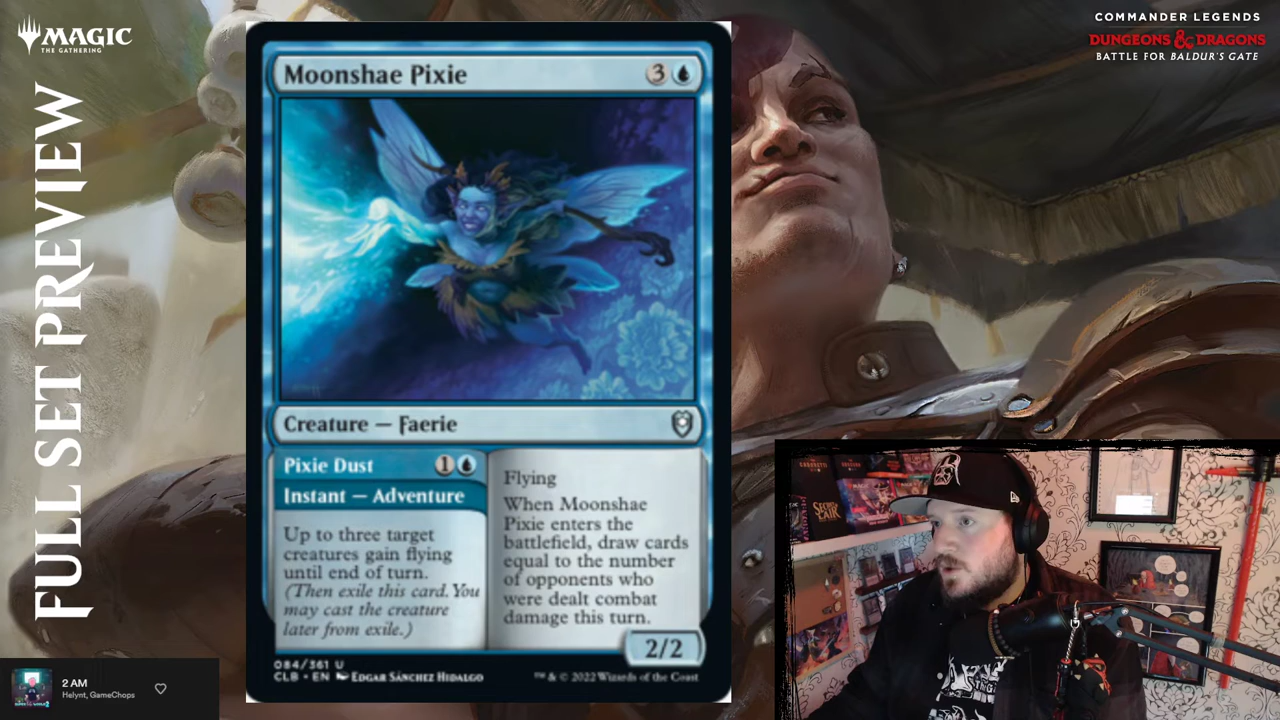 MAGIC
THE GATHERING
COMMANDER LEGENDS
DUNGEONS & DRAGONS
BATTLE FOR BALDUR'S GATE
FULL SET PREVIEW
Moonshae Pixie 3
Creature — Faerie
Pixie Dust 1
Instant — Adventure
Up to three target
creatures gain flying
until end of turn.
(Then exile this card. You
may cast the creature
later from exile.)
Flying
When Moonshae
Pixie enters the
battlefield, draw cards
equal to the number
of opponents who
were dealt combat
damage this turn.
2/2
084/361 U
CLB • EN EDGAR SÁNCHEZ HIDALGO
™ & © 2022 Wizards of the Coast
2 AM
Helynt, GameChops
SECRET
LAIR